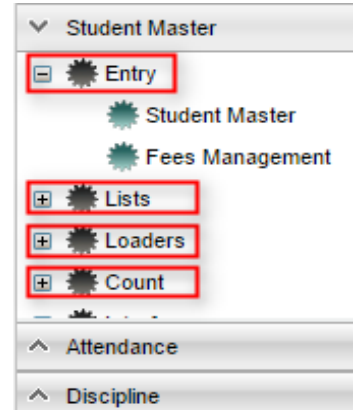 Student Master
Entry
Student Master
Fees Management
Lists
Loaders
Count
Attendance
Discipline